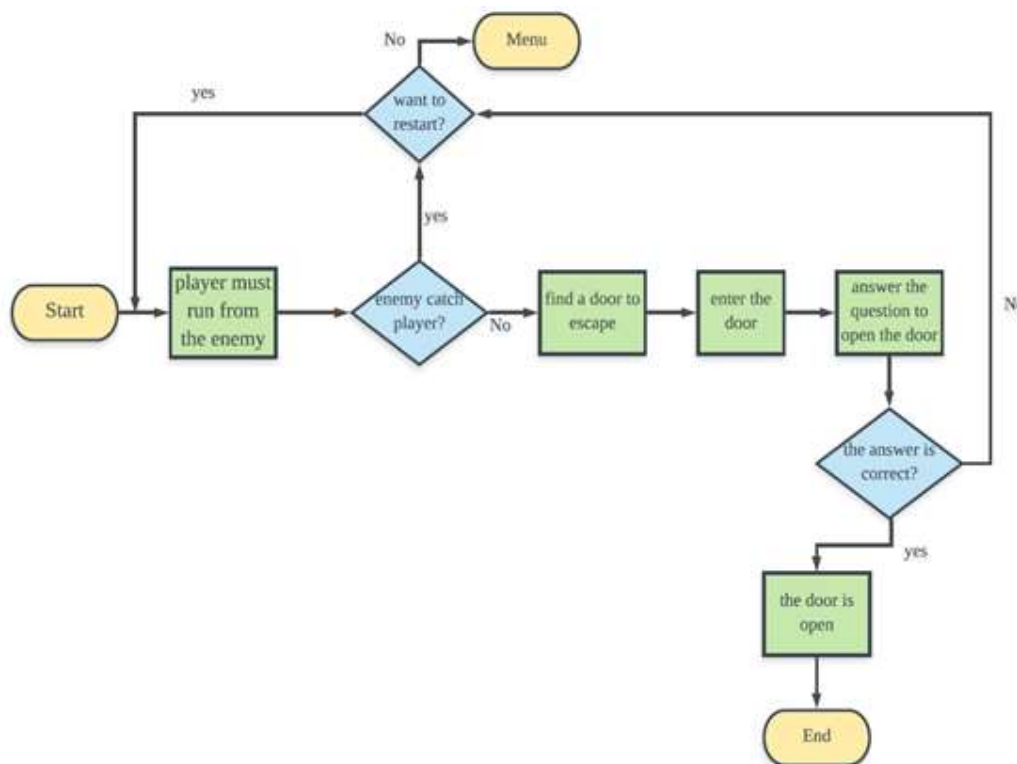 No
Menu
want to
restart?
yes
yes
Start
player must
run from
the enemy
enemy catch
player?
No
find a door to
escape
enter the
door
answer the
question to
open the door
N
the answer is
correct?
yes
the door is
open
End